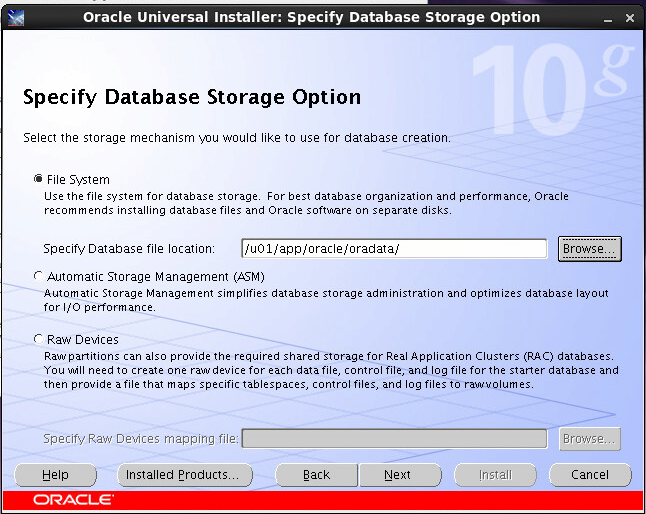 Oracle Universal Installer: Specify Database Storage Option
10g
Specify Database Storage Option
Select the storage mechanism you would like to use for database creation.
File System
Use the file system for database storage. For best database organization and performance, Oracle
recommends installing database files and Oracle software on separate disks.
Specify Database file location: /u01/app/oracle/oradata/ Browse...
Automatic Storage Management (ASM)
Automatic Storage Management simplifies database storage administration and optimizes database layout
for I/O performance.
Raw Devices
Raw partitions can also provide the required shared storage for Real Application Clusters (RAC) databases.
You will need to create one raw device for each data file, control file, and log file for the starter database and
then provide a file that maps specific tablespaces, control files, and log files to raw volumes.
Specify Raw Devices mapping file: Browse...
Help Installed Products... Back Next Install Cancel
ORACLE